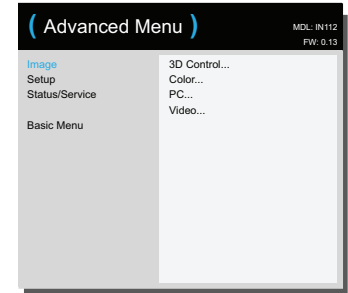 ( Advanced Menu )
MDL: IN112
FW: 0.13
Image
Setup
Status/Service
Basic Menu
3D Control...
Color...
PC...
Video...